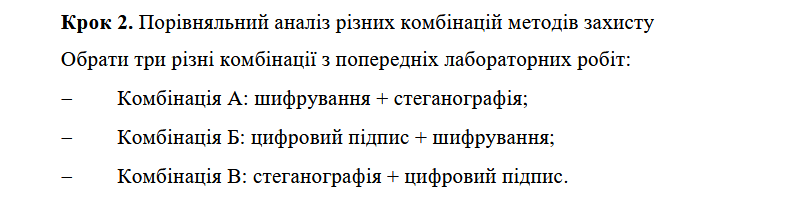 Крок 2. Порівняльний аналіз різних комбінацій методів захисту
Обрати три різні комбінації з попередніх лабораторних робіт:
– Комбінація А: шифрування + стеганографія;
– Комбінація Б: цифровий підпис + шифрування;
– Комбінація В: стеганографія + цифровий підпис.